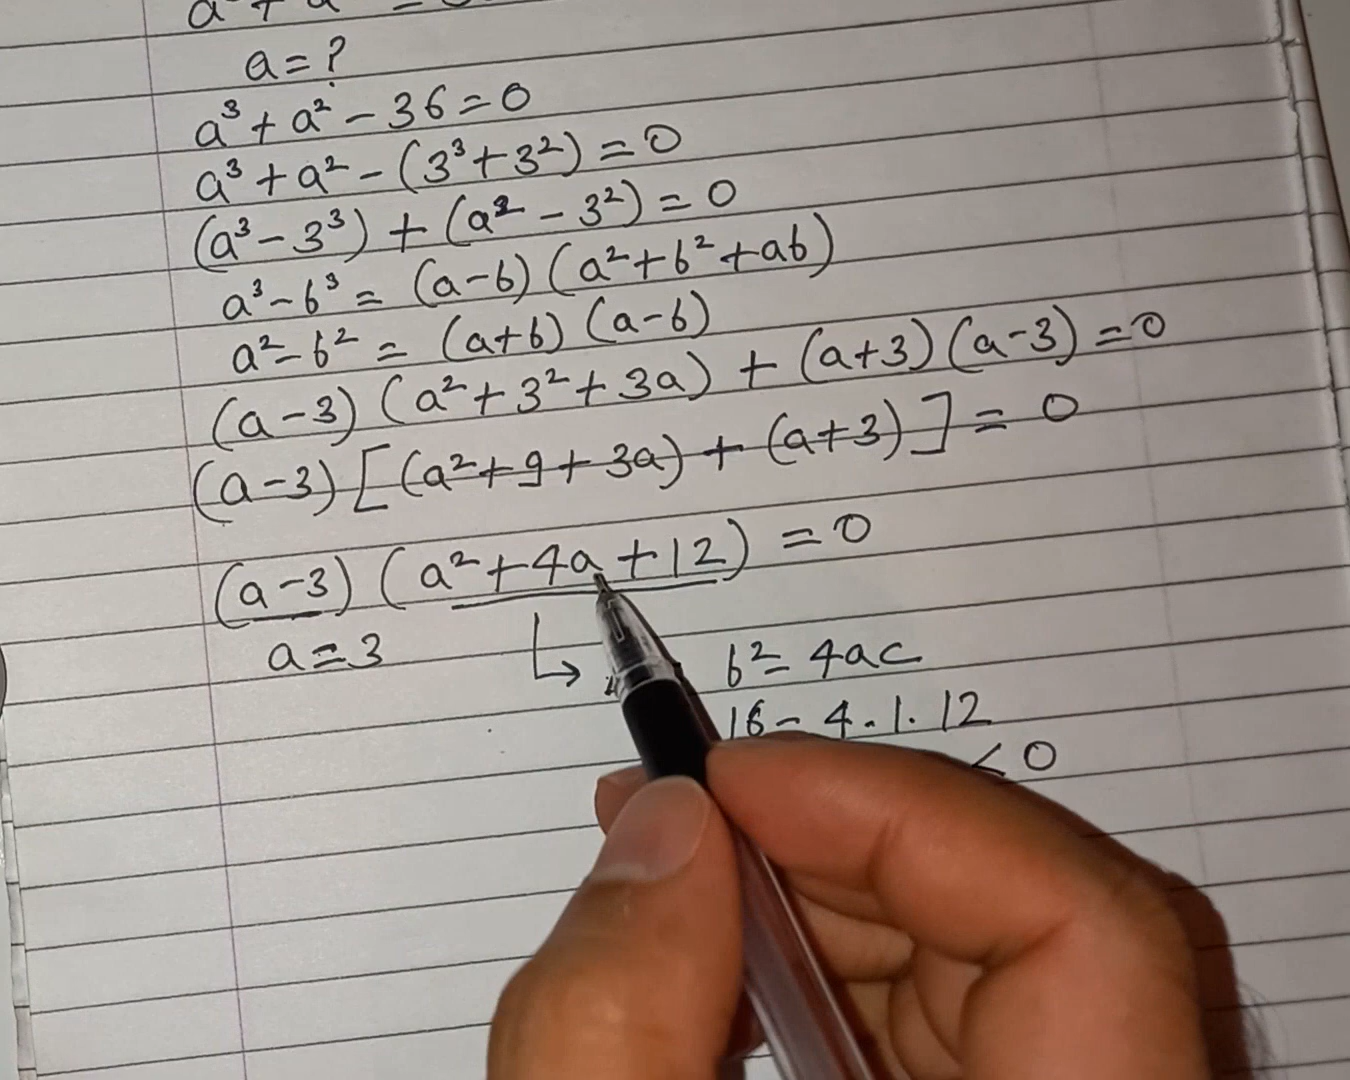 a = ?
a³ + a² - 36 = 0
a³ + a² - (3³ + 3²) = 0
(a³ - 3³) + (a² - 3²) = 0
a³ - b³ = (a - b) (a² + b² + ab)
a² - b² = (a + b) (a - b)
(a - 3) (a² + 3² + 3a) + (a + 3) (a - 3) = 0
(a - 3) [(a² + 9 + 3a) + (a + 3)] = 0
(a - 3) (a² + 4a + 12) = 0
a = 3
b² - 4ac
16 - 4 . 1 . 12
< 0